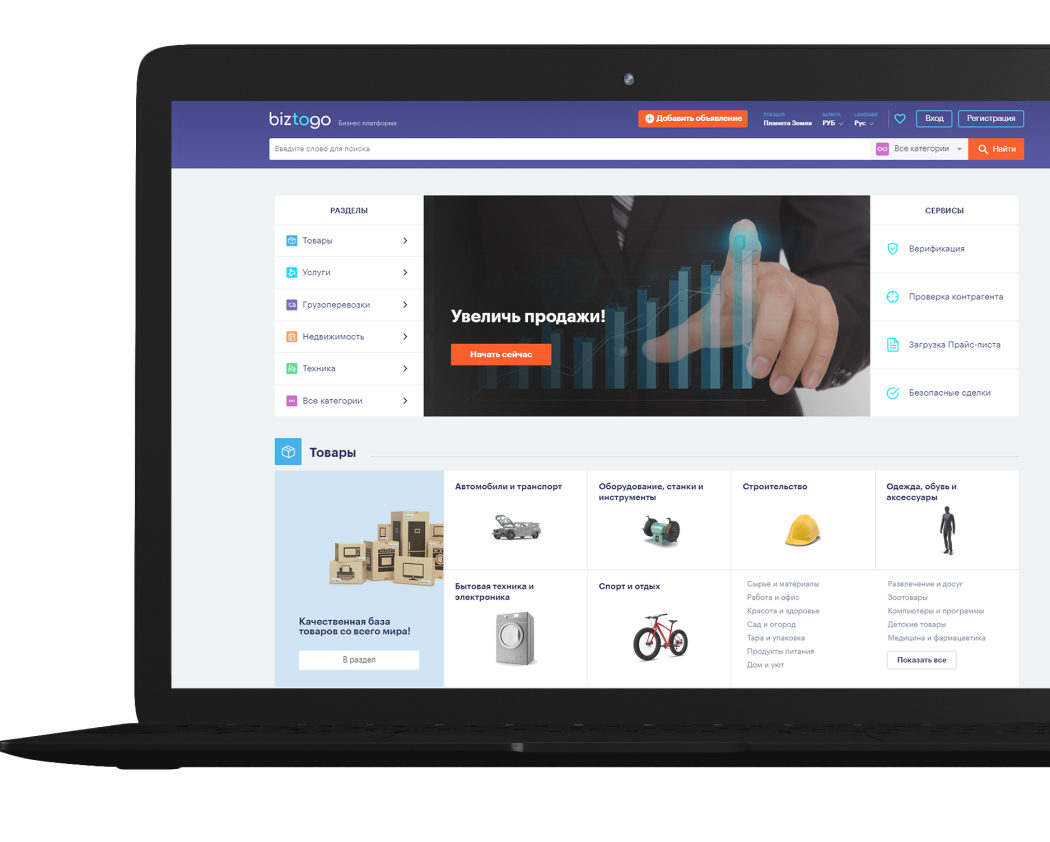 biztogo
Бизнес платформа
Добавить объявление
ЛОКАЦИЯ
Планета Земля
ВАЛЮТА
РУБ
LANGUAGE
Рус
Вход
Регистрация
Введите слово для поиска
Все категории
Найти
РАЗДЕЛЫ
Товары
Услуги
Грузоперевозки
Недвижимость
Техника
Все категории
Увеличь продажи!
Начать сейчас
СЕРВИСЫ
Верификация
Проверка контрагента
Загрузка Прайс-листа
Безопасные сделки
Товары
Качественная база
товаров со всего мира!
В раздел
Автомобили и транспорт
Оборудование, станки и
инструменты
Строительство
Одежда, обувь и
аксессуары
Бытовая техника и
электроника
Спорт и отдых
Сырье и материалы
Работа и офис
Красота и здоровье
Сад и огород
Тара и упаковка
Продукты питания
Дом и уют
Развлечение и досуг
Зоотовары
Компьютеры и программы
Детские товары
Медицина и фармацевтика
Показать все